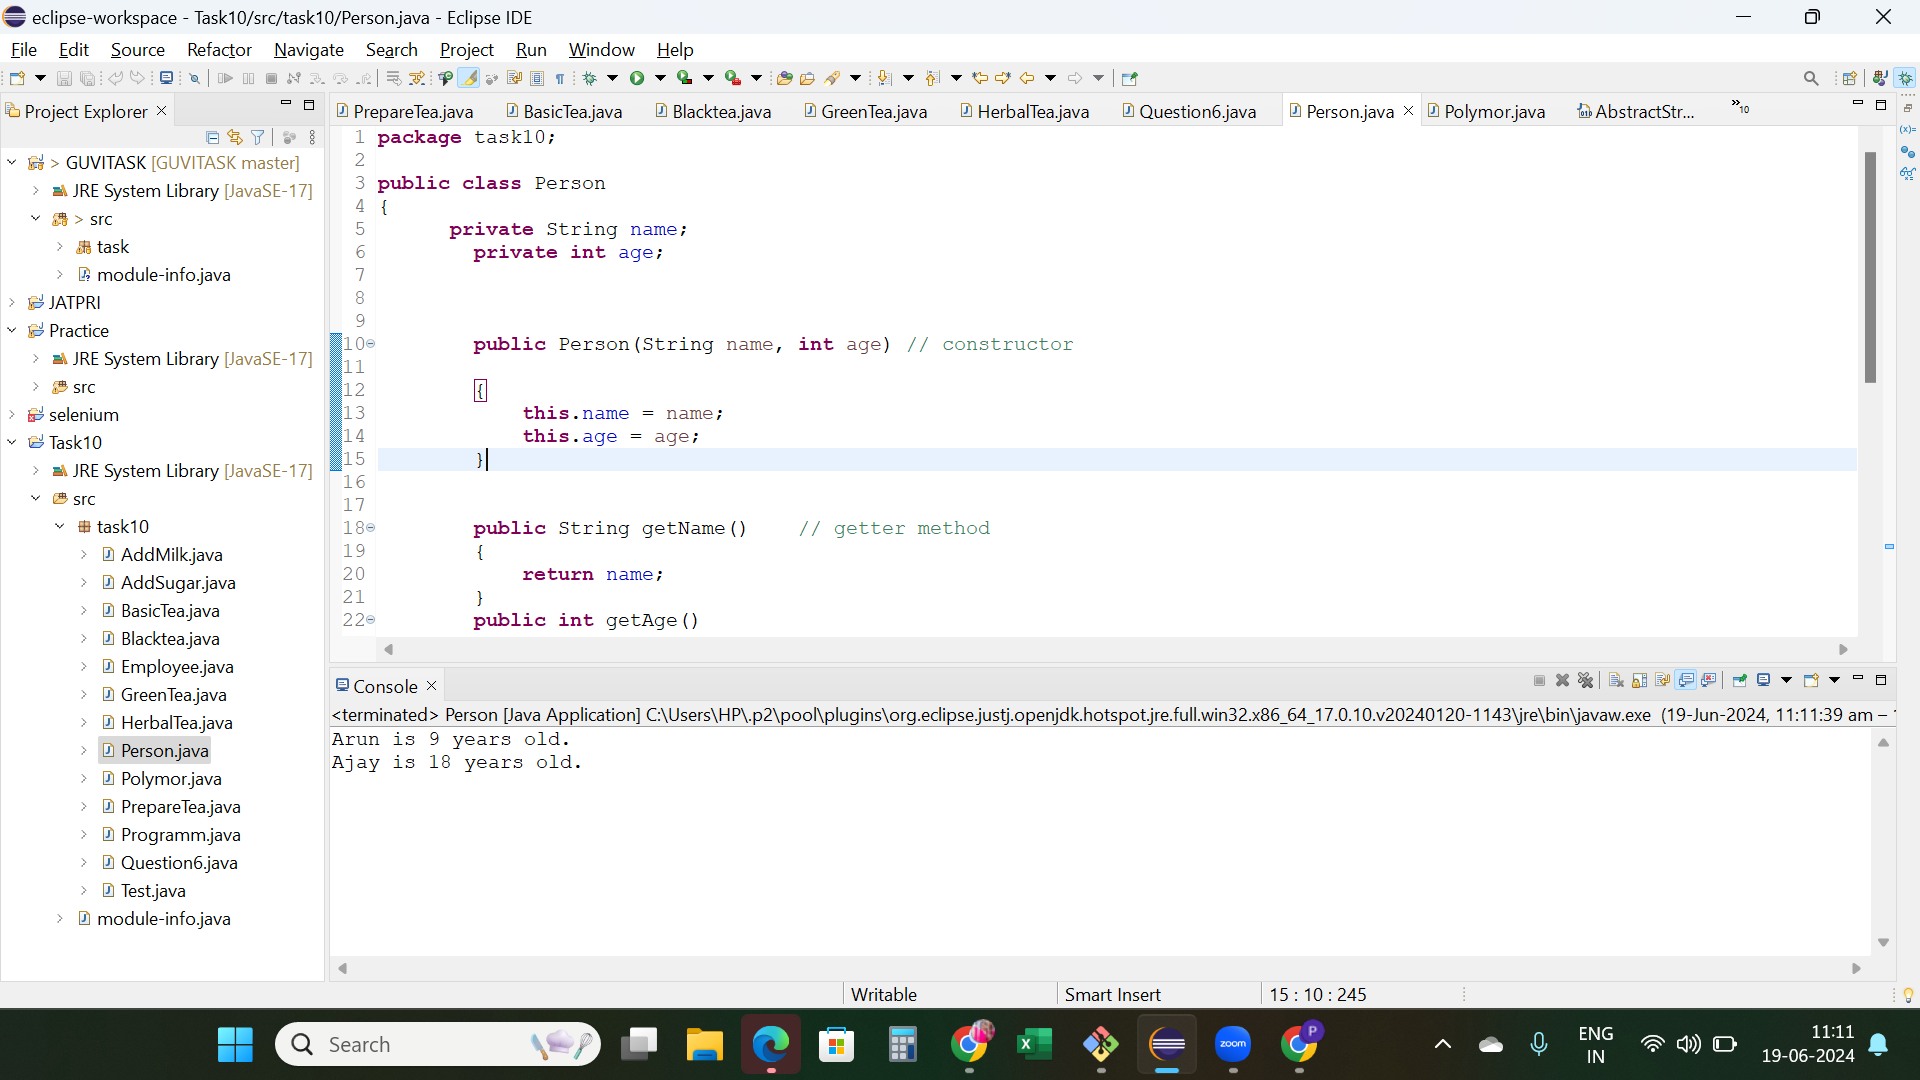 eclipse-workspace - Task10/src/task10/Person.java - Eclipse IDE
File Edit Source Refactor Navigate Search Project Run Window Help
Project Explorer
PrepareTea.java BasicTea.java Blacktea.java GreenTea.java HerbalTea.java Question6.java Person.java Polymor.java AbstractStr... »10
> GUVITASK [GUVITASK master]
JRE System Library [JavaSE-17]
> src
task
module-info.java
JATPRI
Practice
JRE System Library [JavaSE-17]
src
selenium
Task10
JRE System Library [JavaSE-17]
src
task10
AddMilk.java
AddSugar.java
BasicTea.java
Blacktea.java
Employee.java
GreenTea.java
HerbalTea.java
Person.java
Polymor.java
PrepareTea.java
Programm.java
Question6.java
Test.java
module-info.java
1 package task10;
2
3 public class Person
4 {
5 private String name;
6 private int age;
7
8
9
10 public Person(String name, int age) // constructor
11
12 {
13 this.name = name;
14 this.age = age;
15 }
16
17
18 public String getName() // getter method
19 {
20 return name;
21 }
22 public int getAge()
Console
<terminated> Person [Java Application] C:\Users\HP\.p2\pool\plugins\org.eclipse.justj.openjdk.hotspot.jre.full.win32.x86_64_17.0.10.v20240120-1143\jre\bin\javaw.exe (19-Jun-2024, 11:11:39 am –
Arun is 9 years old.
Ajay is 18 years old.
Writable Smart Insert 15 : 10 : 245
Search
zoom
P
ENG
IN
11:11
19-06-2024